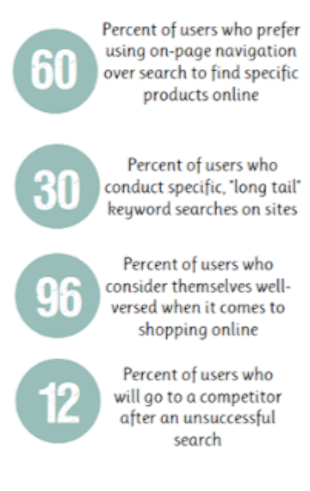 60
Percent of users who prefer
using on-page navigation
over search to find specific
products online
30
Percent of users who
conduct specific, "long tail"
keyword searches on sites
96
Percent of users who
consider themselves well-
versed when it comes to
shopping online
12
Percent of users who
will go to a competitor
after an unsuccessful
search